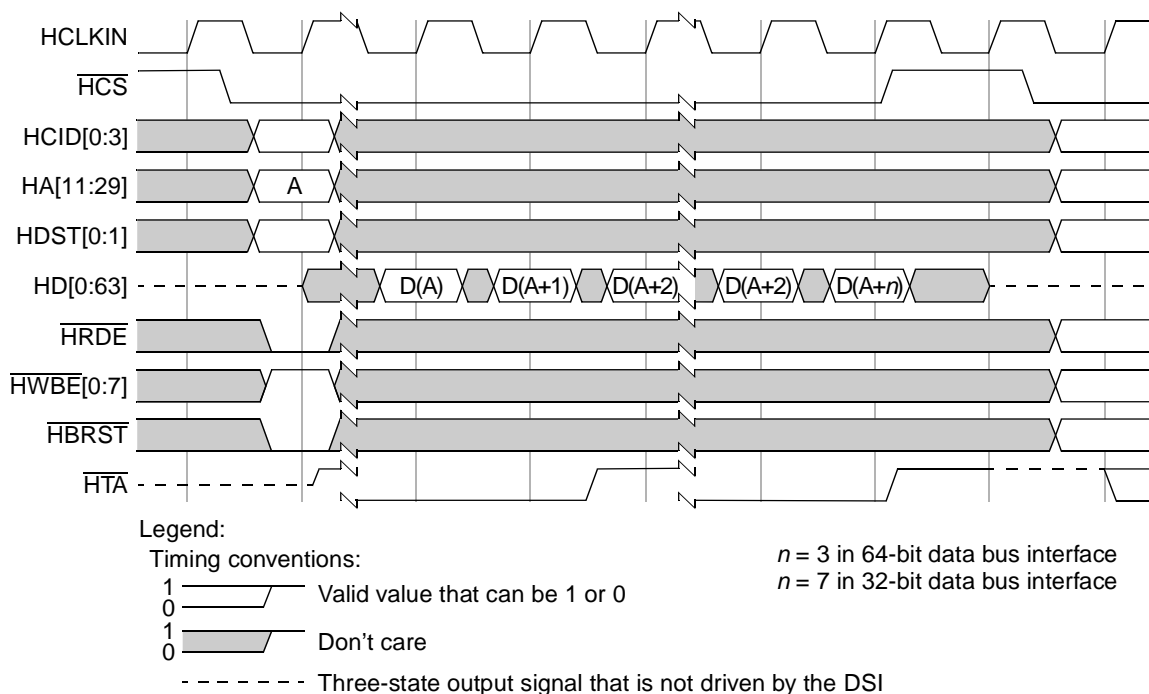 HCLKIN
HCS
HCID[0:3]
HA[11:29]
A
HDST[0:1]
HD[0:63]
D(A) D(A+1) D(A+2) D(A+2) D(A+n)
HRDE
HWBE[0:7]
HBRST
HTA
Legend:
Timing conventions:
n = 3 in 64-bit data bus interface
n = 7 in 32-bit data bus interface
1
0
Valid value that can be 1 or 0
1
0
Don't care
Three-state output signal that is not driven by the DSI